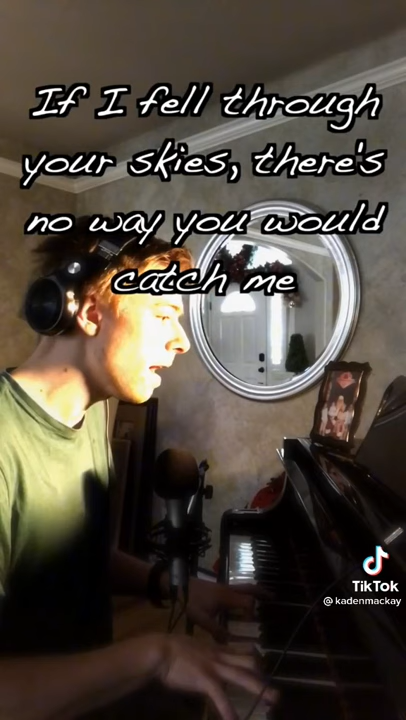 If I fell through
your skies, there's
no way you would
catch me
TikTok
@kadenmackay